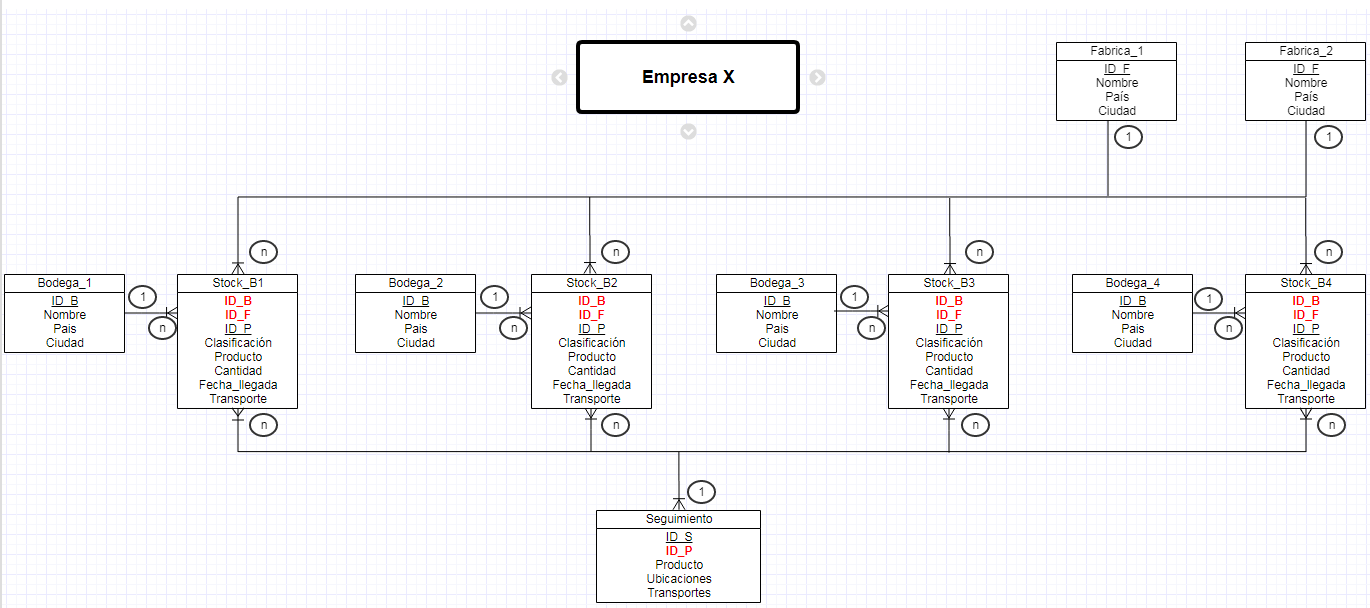 Empresa X
Fabrica_1
ID_F
Nombre
País
Ciudad
1
Fabrica_2
ID_F
Nombre
País
Ciudad
1
Bodega_1
ID_B
Nombre
Pais
Ciudad
1
n
n
Stock_B1
ID_B
ID_F
ID_P
Clasificación
Producto
Cantidad
Fecha_llegada
Transporte
n
Bodega_2
ID_B
Nombre
Pais
Ciudad
1
n
n
Stock_B2
ID_B
ID_F
ID_P
Clasificación
Producto
Cantidad
Fecha_llegada
Transporte
n
Bodega_3
ID_B
Nombre
Pais
Ciudad
1
n
n
Stock_B3
ID_B
ID_F
ID_P
Clasificación
Producto
Cantidad
Fecha_llegada
Transporte
n
Bodega_4
ID_B
Nombre
Pais
Ciudad
1
n
n
Stock_B4
ID_B
ID_F
ID_P
Clasificación
Producto
Cantidad
Fecha_llegada
Transporte
n
1
Seguimiento
ID_S
ID_P
Producto
Ubicaciones
Transportes